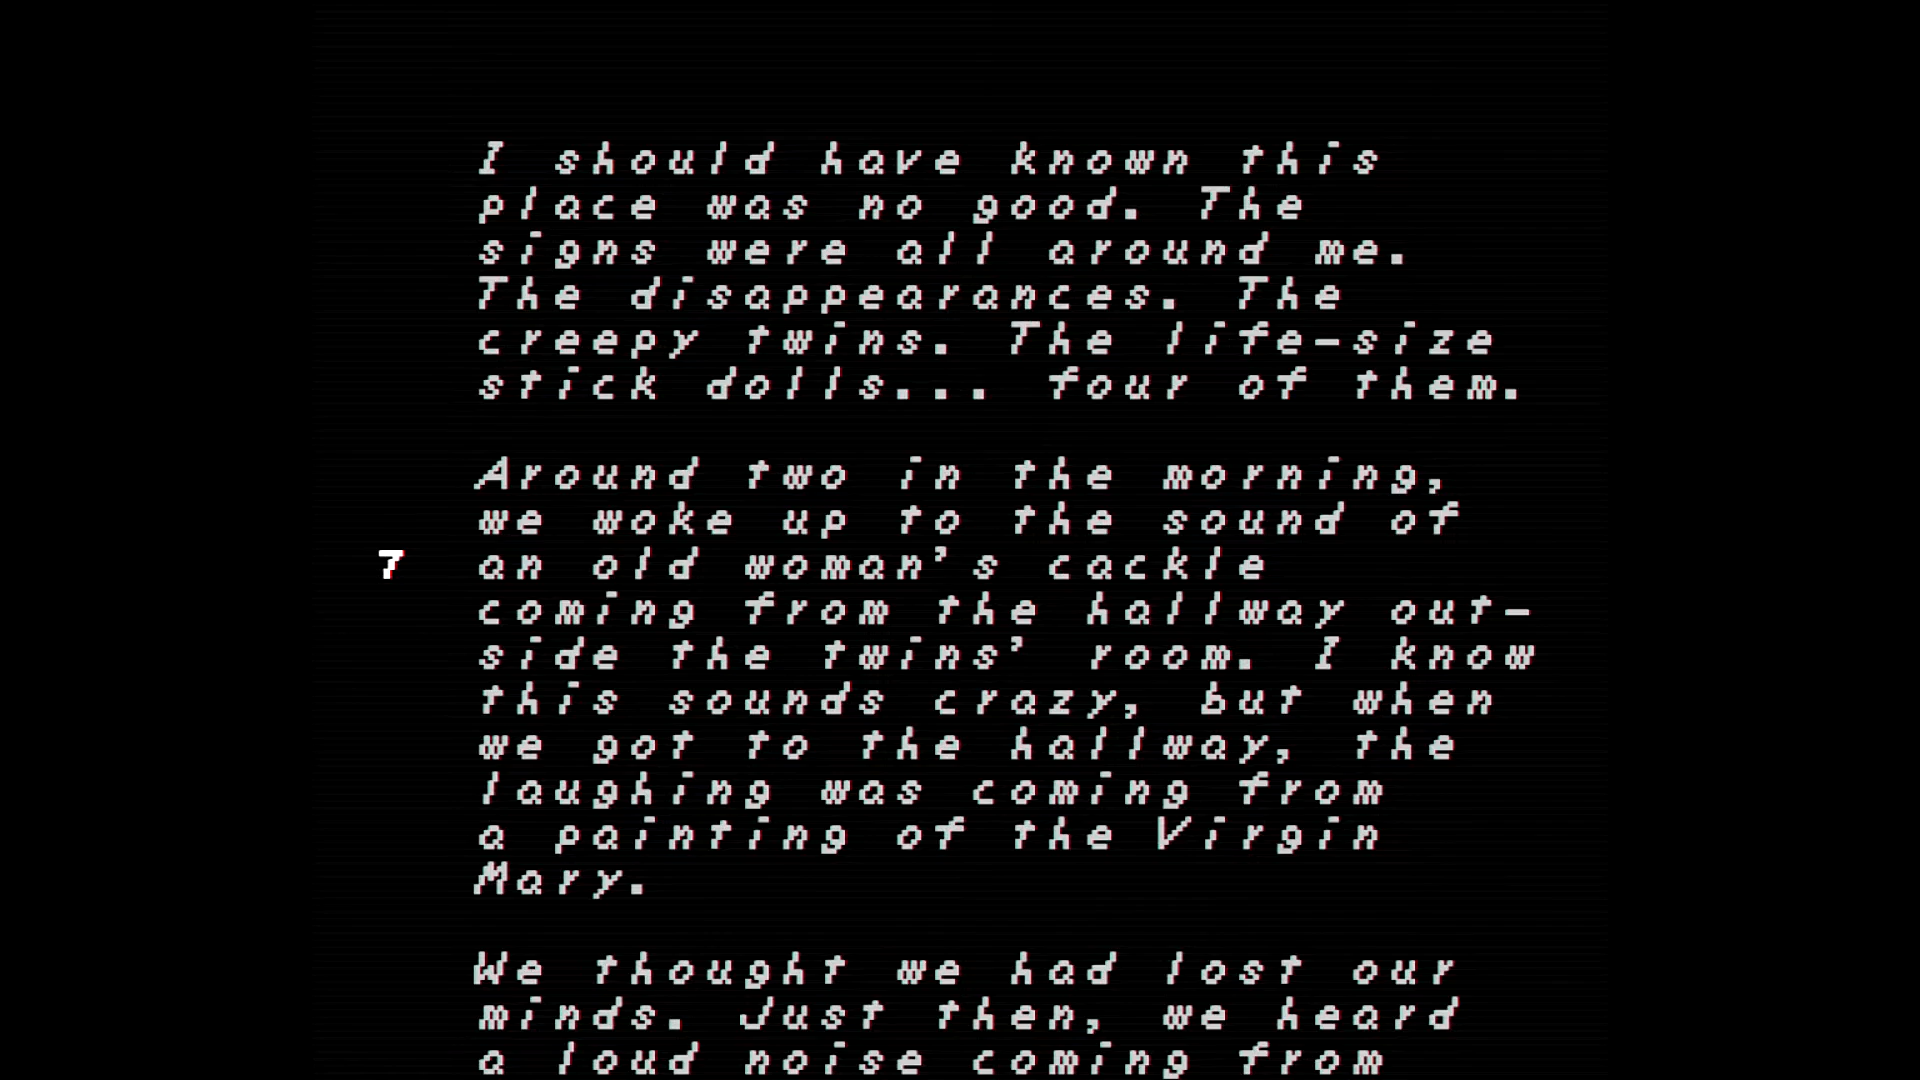 I should have known this
place was no good. The
signs were all around me.
The disappearances. The
creepy twins. The life-size
stick dolls... four of them.
Around two in the morning,
we woke up to the sound of
7
an old woman's cackle
coming from the hallway out-
side the twins' room. I know
this sounds crazy, but when
we got to the hallway, the
laughing was coming from
a painting of the Virgin
Mary.
We thought we had lost our
minds. Just then, we heard
a loud noise coming from